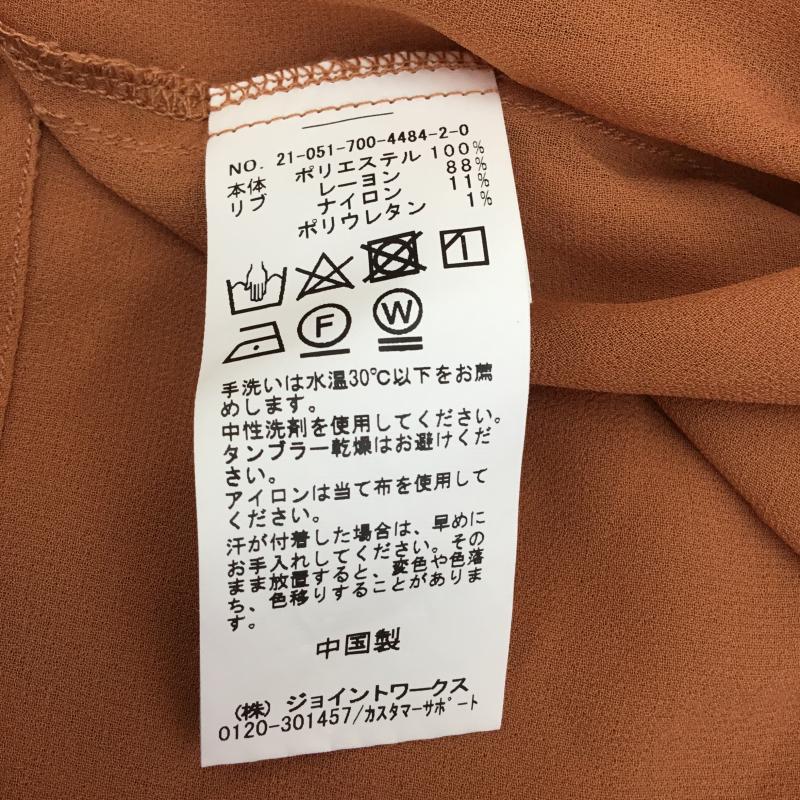 NO. 21-051-700-4484-2-0
本体 ポリエステル 100%
リブ レーヨン 88%
ナイロン 11%
ポリウレタン 1%
F W
手洗いは水温30℃以下をお薦
めします。
中性洗剤を使用してください。
タンブラー乾燥はお避けくだ
さい。
アイロンは当て布を使用して
ください。
汗が付着した場合は、早めに
お手入れしてください。その
まま放置すると、変色や色落
ち、色移りすることがありま
す。
中国製
(株) ジョイントワークス
0120-301457/カスタマーサポート